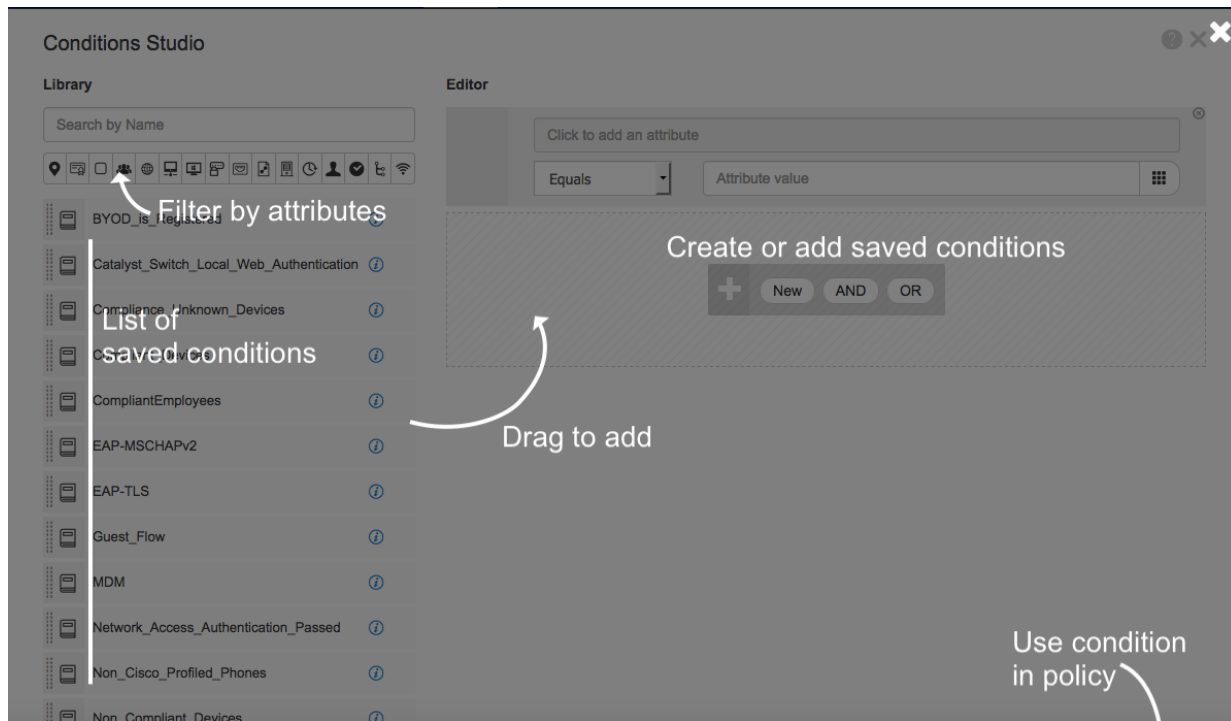 Conditions Studio
Library
Editor
Search by Name
Click to add an attribute
Equals
Attribute value
Filter by attributes
BYOD_is_Registered
Create or add saved conditions
Catalyst_Switch_Local_Web_Authentication
New
AND
OR
Compliance_Unknown_Devices
List of
saved conditions
Compliant_Devices
CompliantEmployees
Drag to add
EAP-MSCHAPv2
EAP-TLS
Guest_Flow
MDM
Network_Access_Authentication_Passed
Use condition
in policy
Non_Cisco_Profiled_Phones
Non_Compliant_Devices